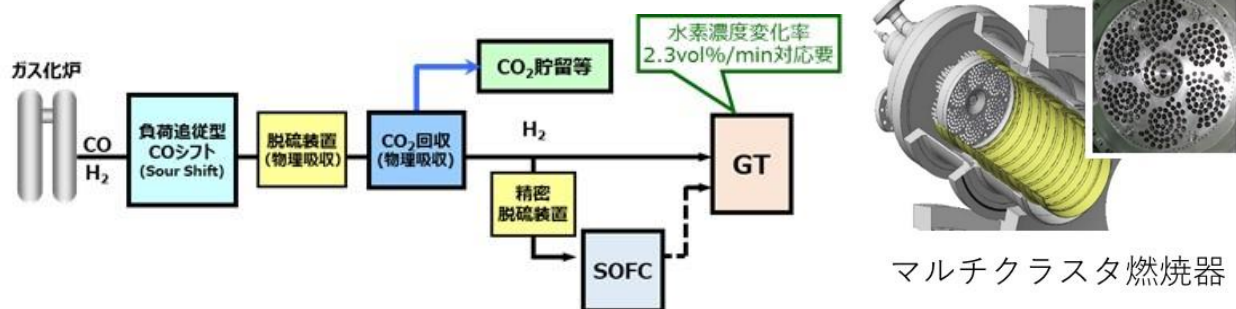 ガス化炉
CO
H₂
負荷追従型
COシフト
(Sour Shift)
脱硫装置
(物理吸収)
CO₂回収
(物理吸収)
CO₂貯留等
H₂
精密
脱硫装置
SOFC
水素濃度変化率
2.3vol%/min対応要
GT
マルチクラスタ燃焼器